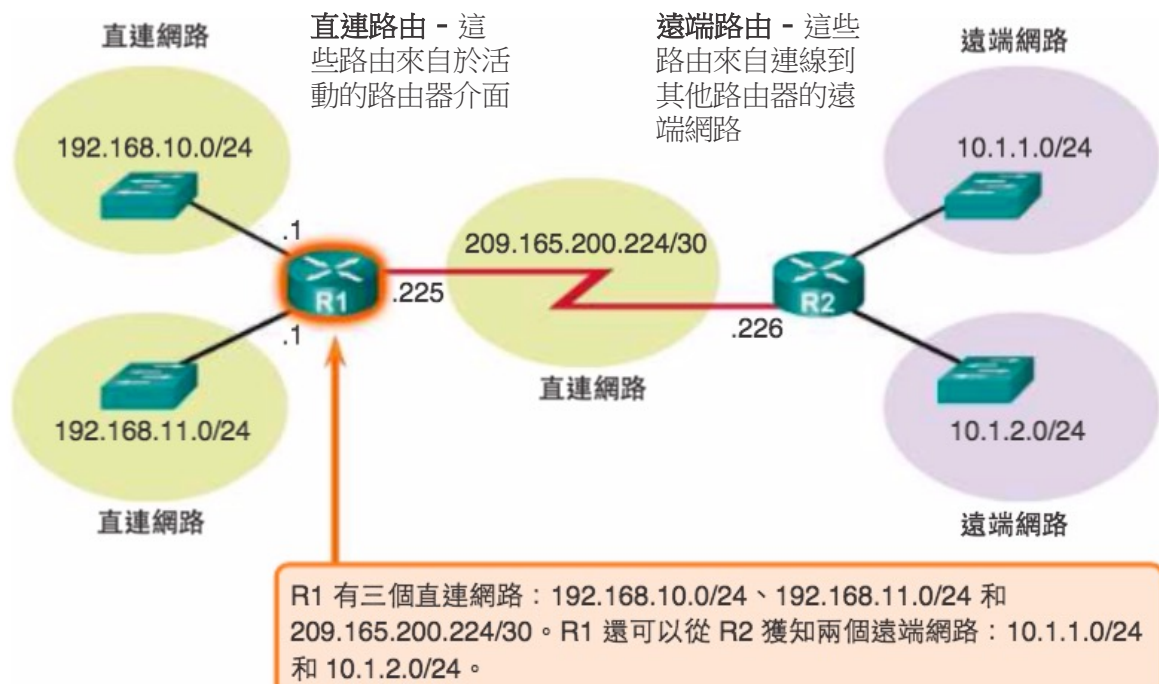 直連網路
直連路由 - 這
些路由來自於活
動的路由器介面
遠端路由 - 這些
路由來自連線到
其他路由器的遠
端網路
遠端網路
192.168.10.0/24
10.1.1.0/24
.1
209.165.200.224/30
R1
.225
R2
.226
.1
直連網路
192.168.11.0/24
10.1.2.0/24
直連網路
遠端網路
R1 有三個直連網路：192.168.10.0/24、192.168.11.0/24 和
209.165.200.224/30。R1 還可以從 R2 獲知兩個遠端網路：10.1.1.0/24
和 10.1.2.0/24。